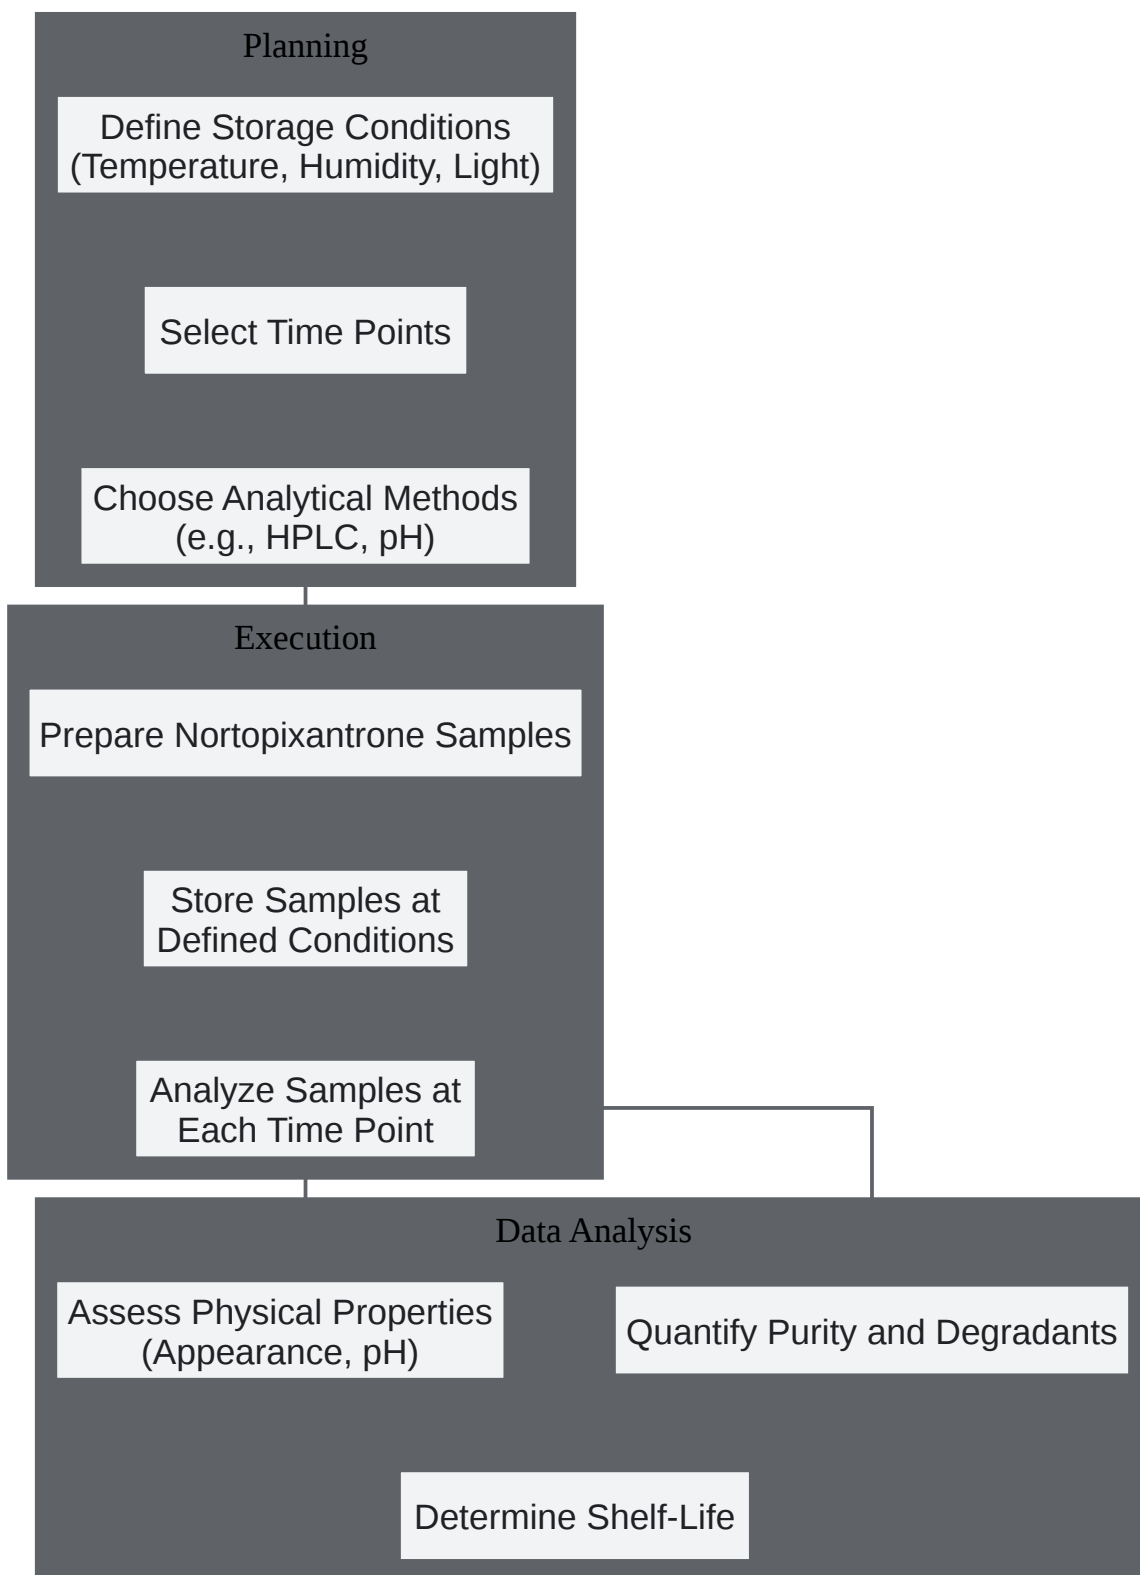 Planning
Define Storage Conditions
(Temperature, Humidity, Light)
Select Time Points
Choose Analytical Methods
(e.g., HPLC, pH)
Execution
Prepare Nortopixantrone Samples
Store Samples at
Defined Conditions
Analyze Samples at
Each Time Point
Data Analysis
Assess Physical Properties
(Appearance, pH)
Quantify Purity and Degradants
Determine Shelf-Life